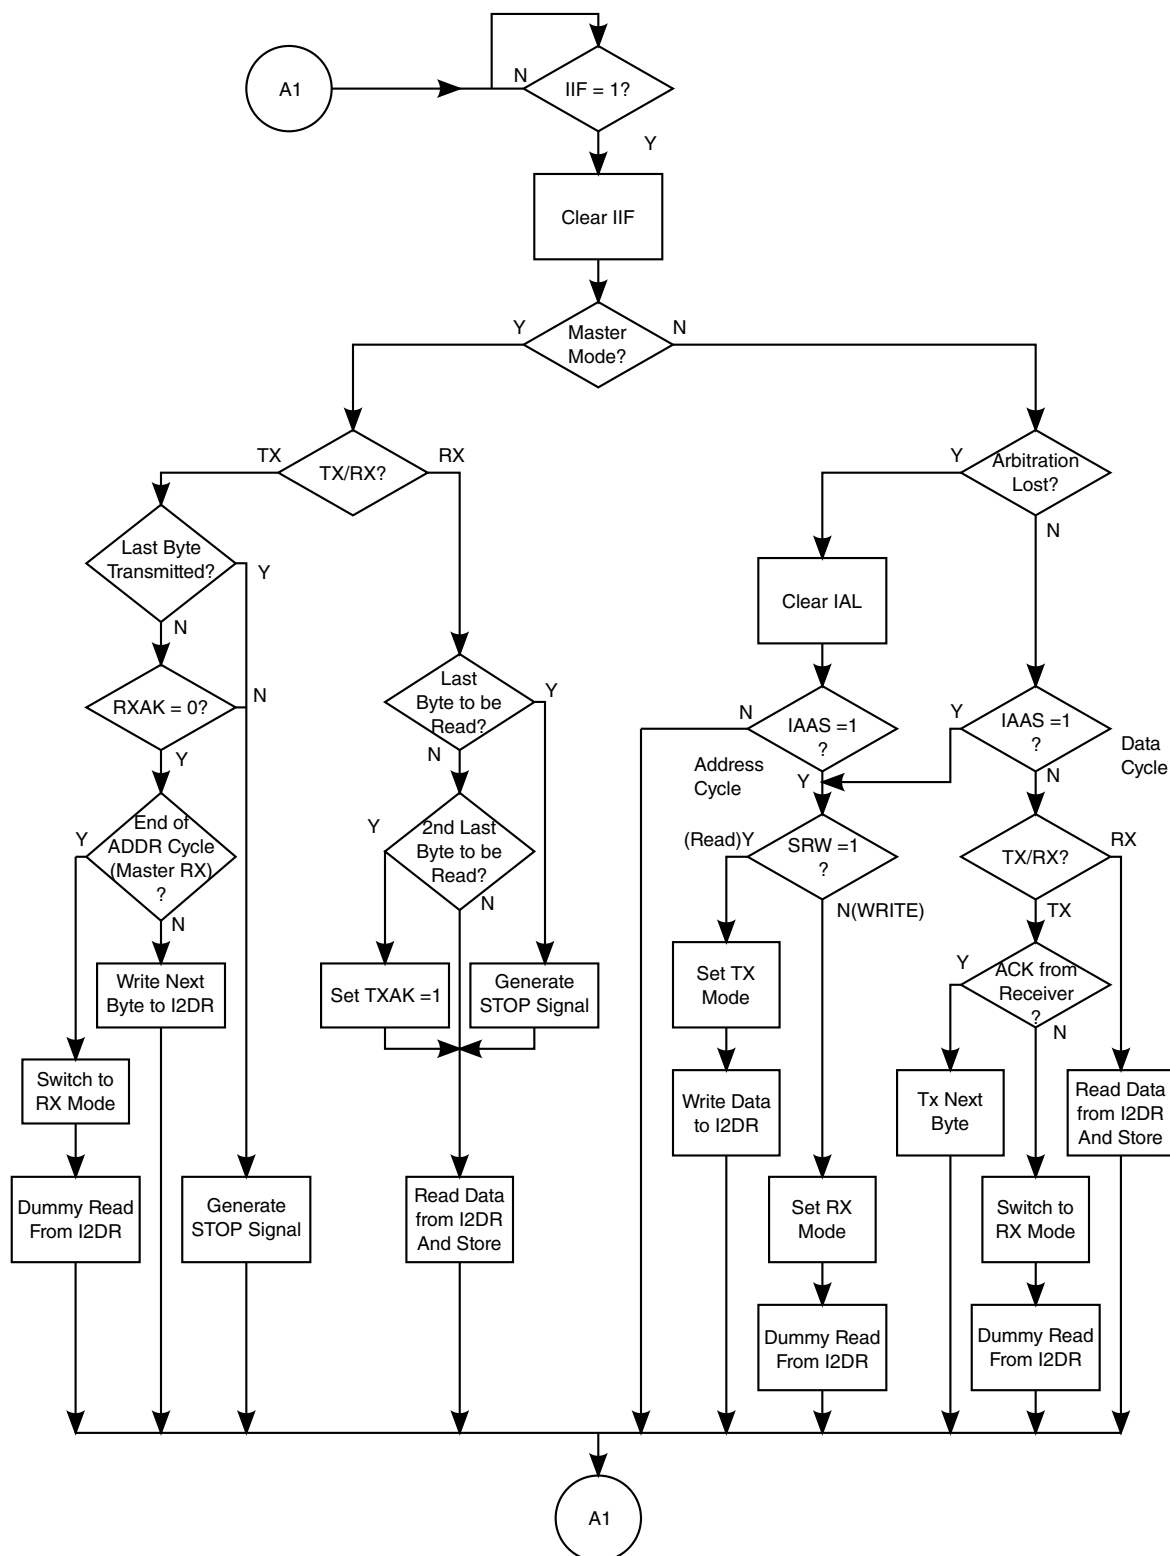 A1
N
IIF = 1?
Y
Clear IIF
Y
Master
Mode?
N
TX
TX/RX?
RX
Y
Arbitration
Lost?
N
Last Byte
Transmitted?
Y
N
Clear IAL
RXAK = 0?
N
Y
Last
Byte to be
Read?
Y
N
N
IAAS =1
?
Y
Address
Cycle
Y
IAAS =1
?
N
Data
Cycle
Y
End of
ADDR Cycle
(Master RX)
?
N
Y
2nd Last
Byte to be
Read?
N
(Read)Y
SRW =1
?
N(WRITE)
TX/RX?
RX
TX
Write Next
Byte to I2DR
Set TXAK =1
Generate
STOP Signal
Set TX
Mode
Y
ACK from
Receiver
?
N
Switch to
RX Mode
Write Data
to I2DR
Tx Next
Byte
Read Data
from I2DR
And Store
Dummy Read
From I2DR
Generate
STOP Signal
Read Data
from I2DR
And Store
Set RX
Mode
Switch to
RX Mode
Dummy Read
From I2DR
Dummy Read
From I2DR
A1